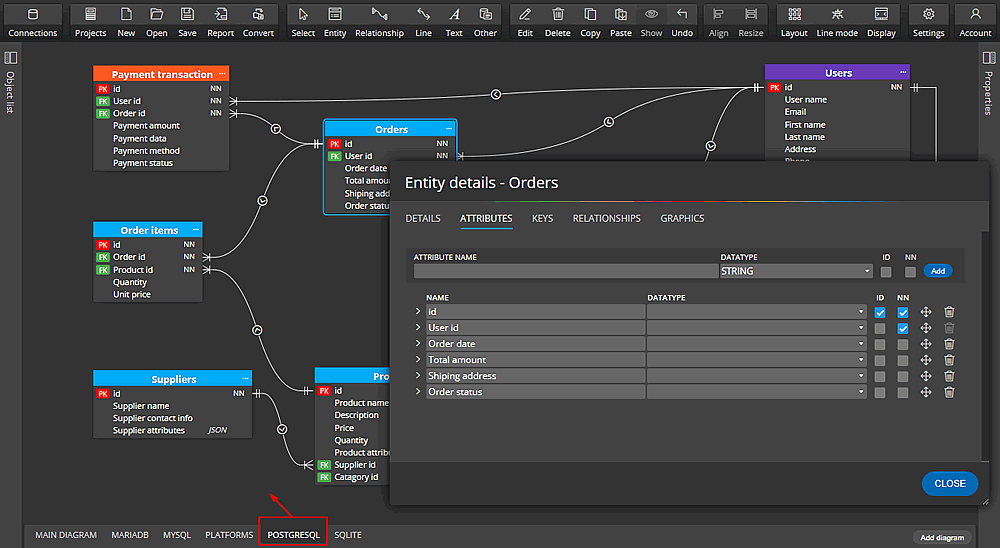 Connections Projects New Open Save Report Convert Select Entity Relationship Line Text Other Edit Delete Copy Paste Show Undo Align Resize Layout Line mode Display Settings Account
Object list
Properties
Payment transaction ...
PK id NN
FK User id NN
FK Order id NN
Payment amount
Payment data
Payment method
Payment status
Orders ...
PK id NN
FK User id NN
Order date
Total amou
Shiping add
Order statu
Users ...
PK id NN
User name
Email
First name
Last name
Address
Phone
Order items ...
PK id NN
FK Order id NN
FK Product id NN
Quantity
Unit price
Suppliers ...
PK id NN
Supplier name
Supplier contact info
Supplier attributes JSON
Pro
PK id
Product name
Description
Price
Quantity
Product attribu
FK Supplier id
FK Catagory id
Entity details - Orders
DETAILS ATTRIBUTES KEYS RELATIONSHIPS GRAPHICS
ATTRIBUTE NAME DATATYPE ID NN
STRING Add
NAME DATATYPE ID NN
id
User id
Order date
Total amount
Shiping address
Order status
CLOSE
MAIN DIAGRAM MARIADB MYSQL PLATFORMS POSTGRESQL SQLITE Add diagram